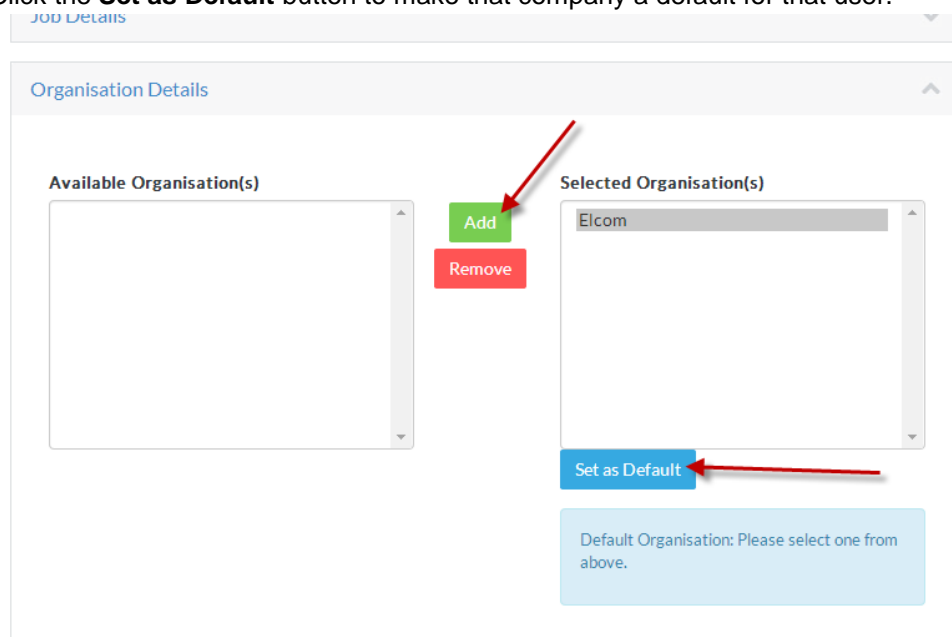 Click the Set as Default button to make that company a default for that user.
Job Details
Organisation Details
Available Organisation(s)
Selected Organisation(s)
Add
Elcom
Remove
Set as Default
Default Organisation: Please select one from
above.